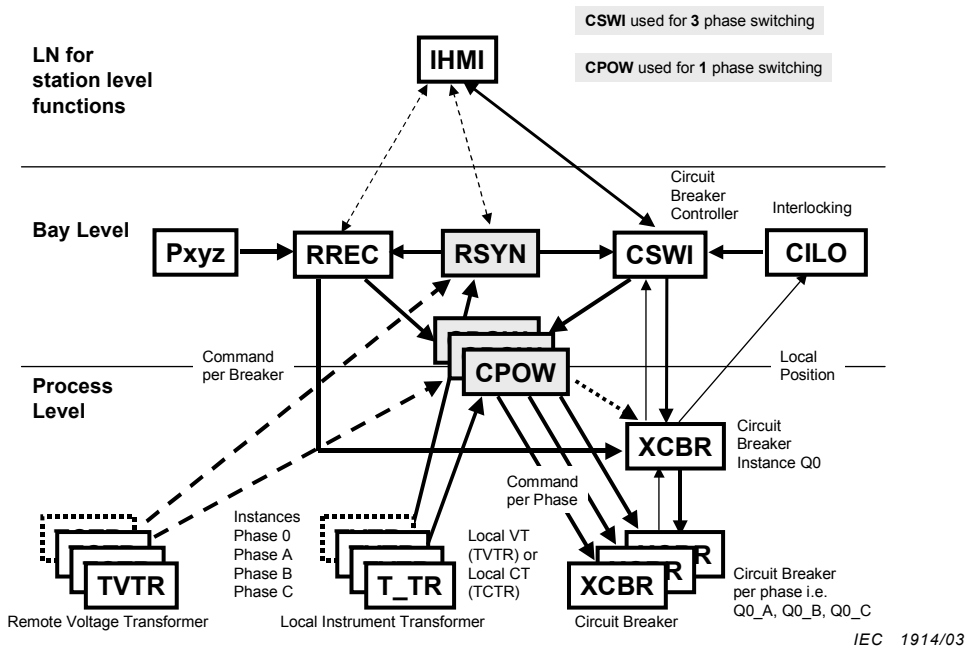 CSWI used for 3 phase switching
LN for
station level
functions
IHMI
CPOW used for 1 phase switching
Circuit
Breaker
Controller
Interlocking
Bay Level
Pxyz
RREC
RSYN
CSWI
CILO
Command
per Breaker
Local
Position
CPOW
Process
Level
XCBR
Circuit
Breaker
Instance Q0
Command
per Phase
Instances
Phase 0
Phase A
Phase B
Phase C
Local VT
(TVTR) or
Local CT
(TCTR)
TVTR
T_TR
XCBR
Circuit Breaker
per phase i.e.
Q0_A, Q0_B, Q0_C
Remote Voltage Transformer
Local Instrument Transformer
Circuit Breaker
IEC 1914/03